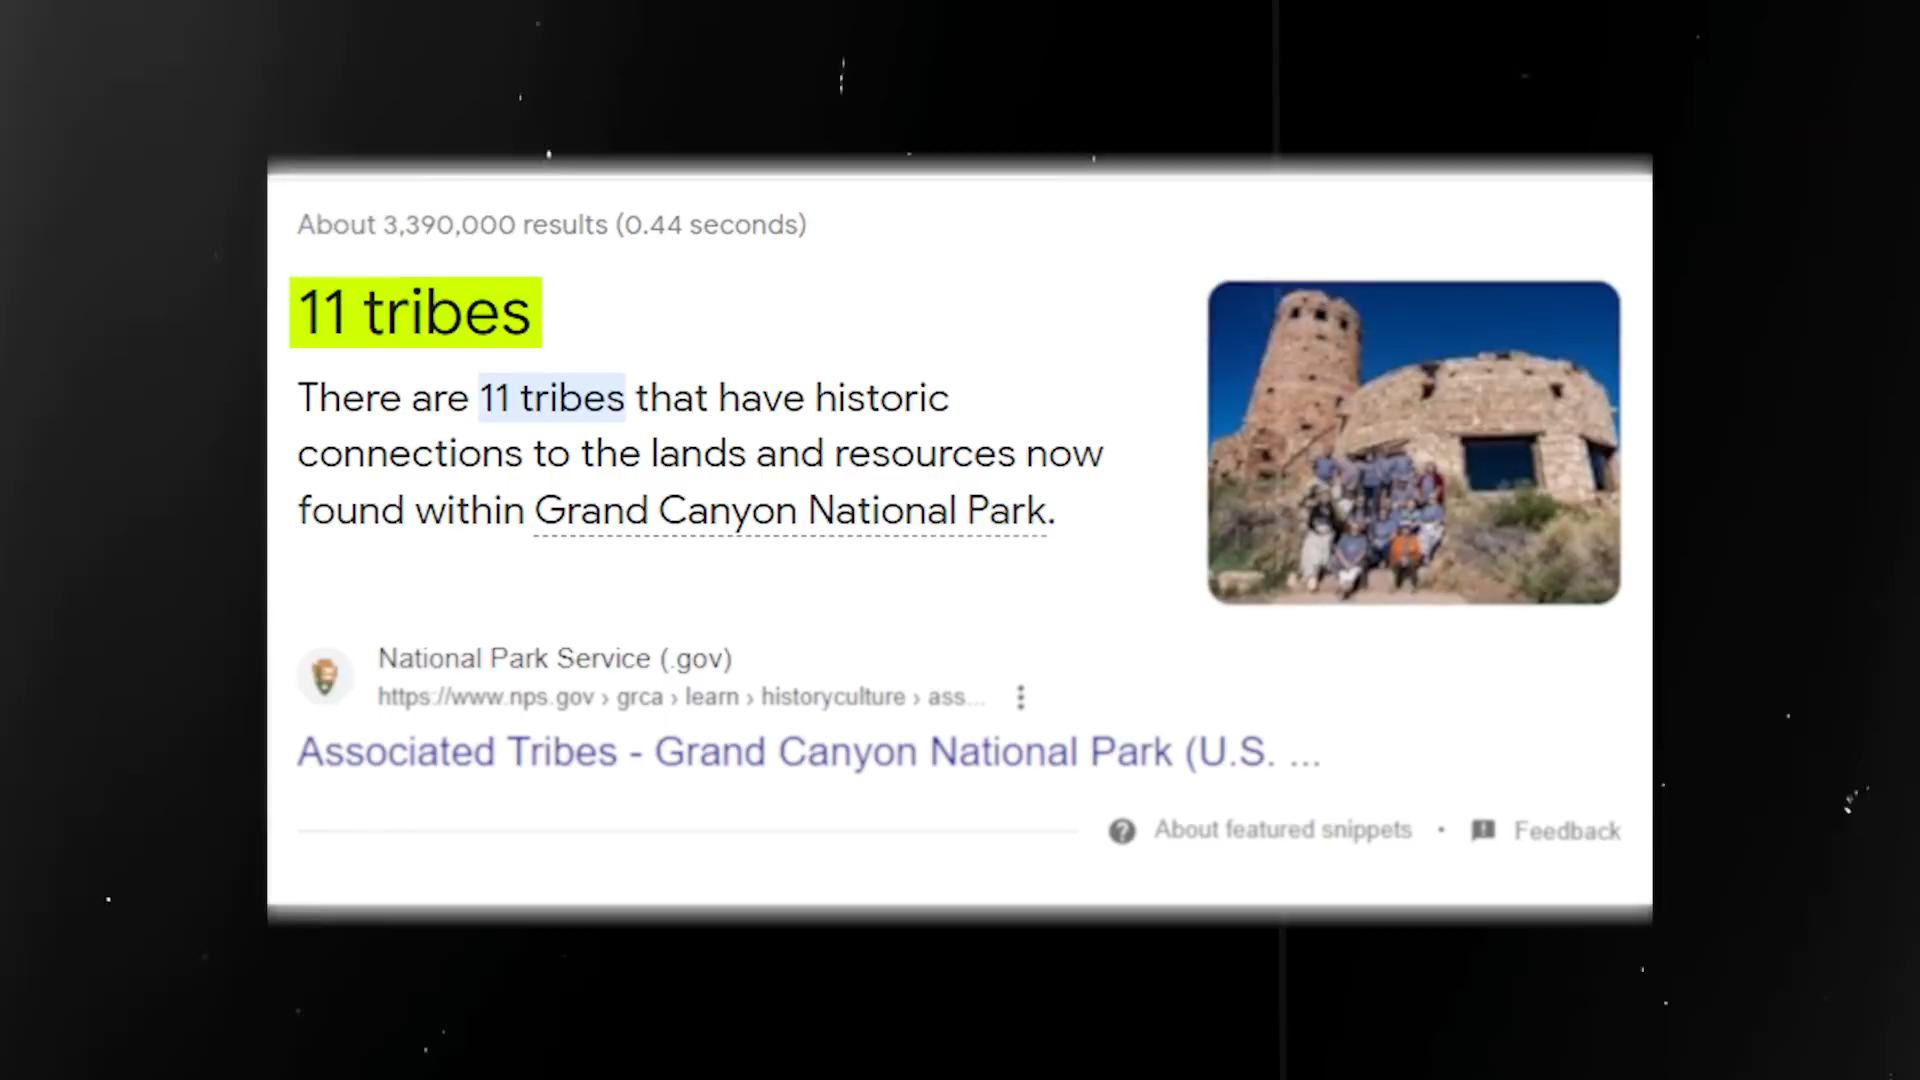 About 3,390,000 results (0.44 seconds)
11 tribes
There are 11 tribes that have historic
connections to the lands and resources now
found within Grand Canyon National Park.
National Park Service (.gov)
https://www.nps.gov › grca › learn › historyculture › ass...
Associated Tribes - Grand Canyon National Park (U.S. ...
About featured snippets • Feedback